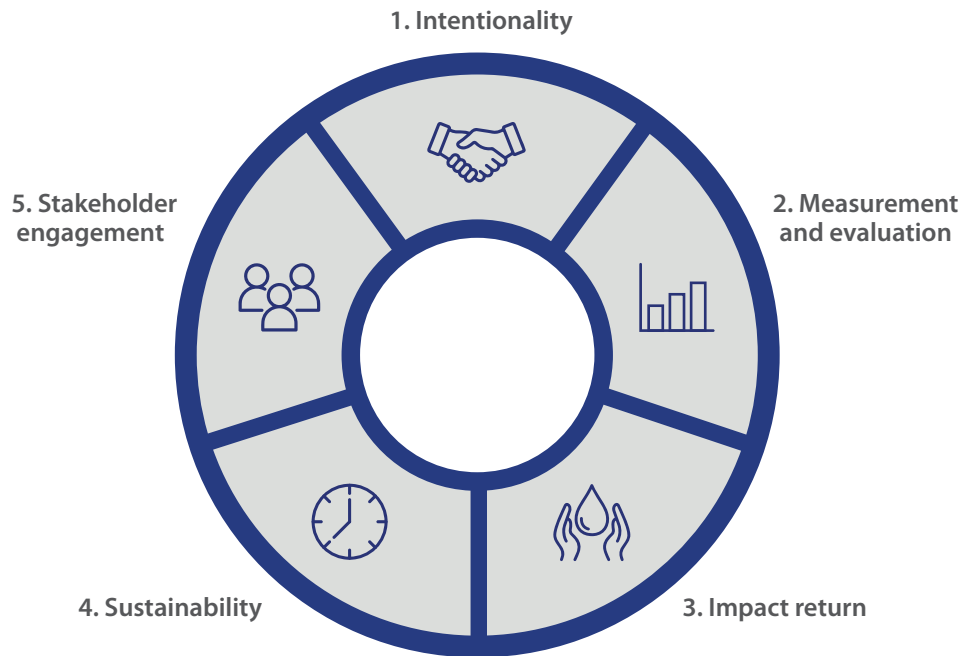 1. Intentionality
2. Measurement
and evaluation
3. Impact return
4. Sustainability
5. Stakeholder
engagement